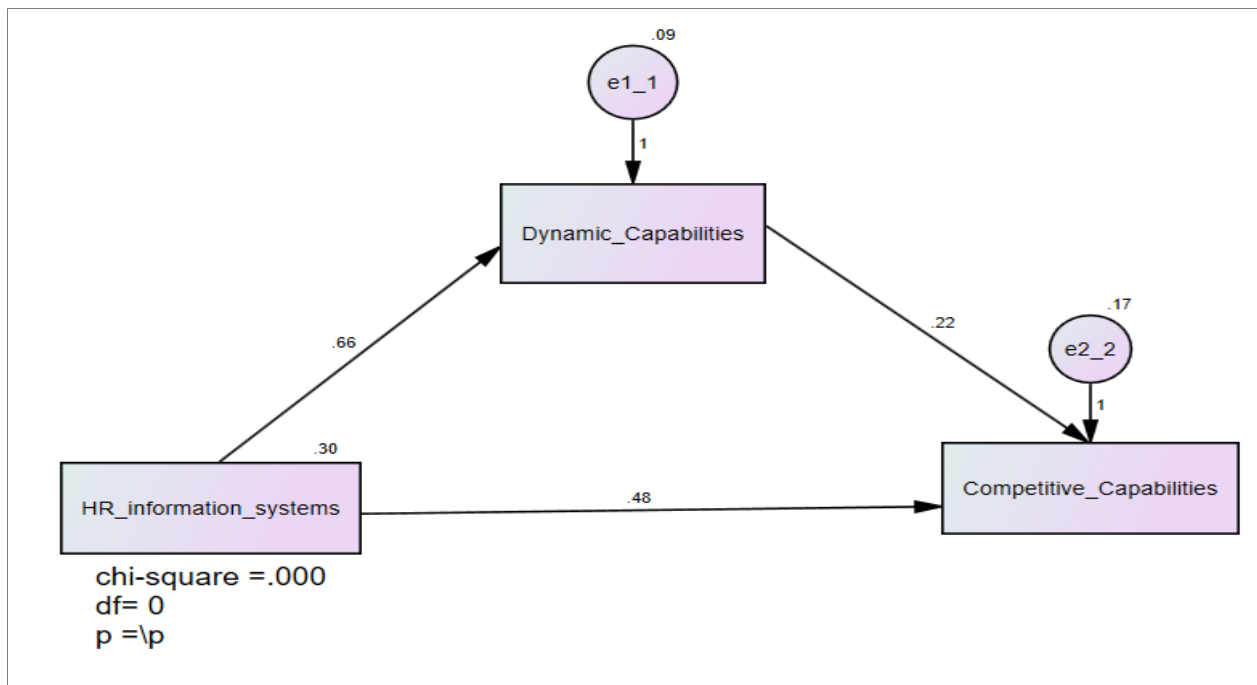 .09
e1_1
1
Dynamic_Capabilities
.17
.22
e2_2
.66
1
.30
HR_information_systems
.48
Competitive_Capabilities
chi-square =.000
df= 0
p =\p